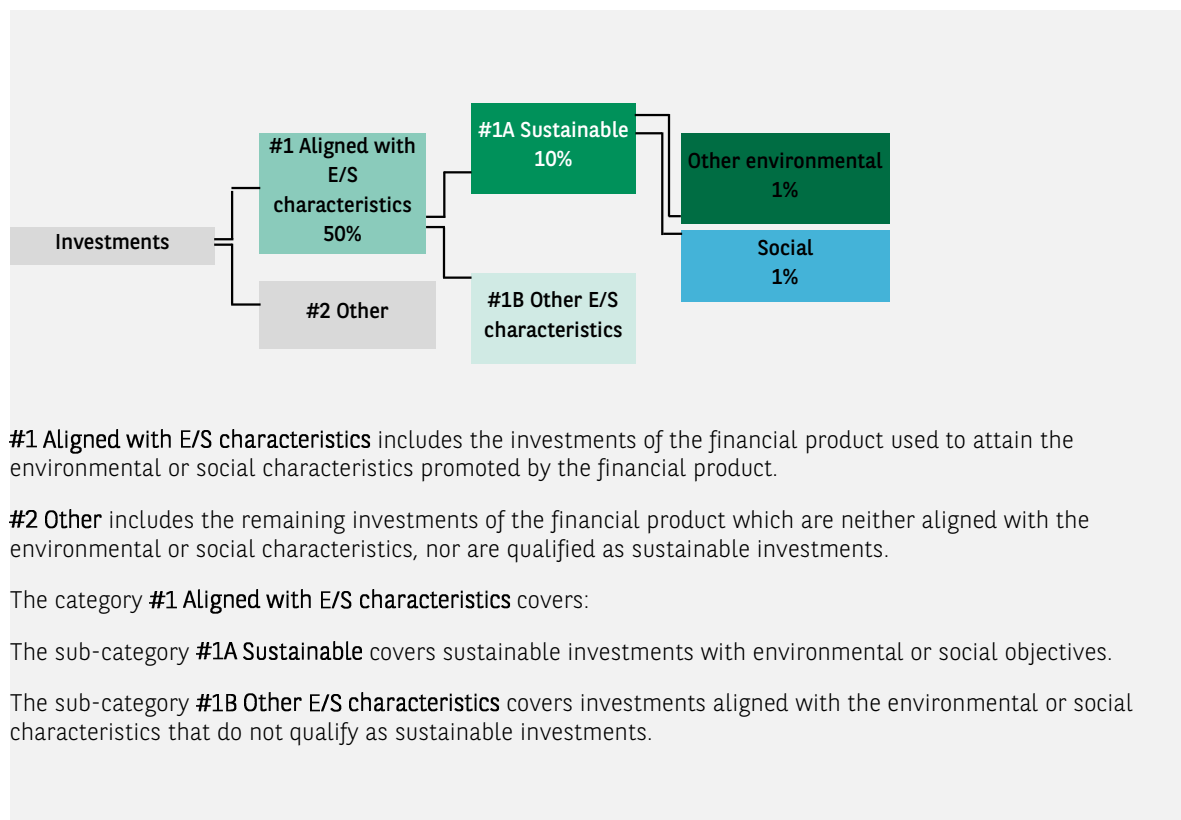 #1A Sustainable
10%
#1 Aligned with
E/S
characteristics
50%
Other environmental
1%
Investments
Social
1%
#2 Other
#1B Other E/S
characteristics
#1 Aligned with E/S characteristics includes the investments of the financial product used to attain the
environmental or social characteristics promoted by the financial product.
#2 Other includes the remaining investments of the financial product which are neither aligned with the
environmental or social characteristics, nor are qualified as sustainable investments.
The category #1 Aligned with E/S characteristics covers:
The sub-category #1A Sustainable covers sustainable investments with environmental or social objectives.
The sub-category #1B Other E/S characteristics covers investments aligned with the environmental or social
characteristics that do not qualify as sustainable investments.